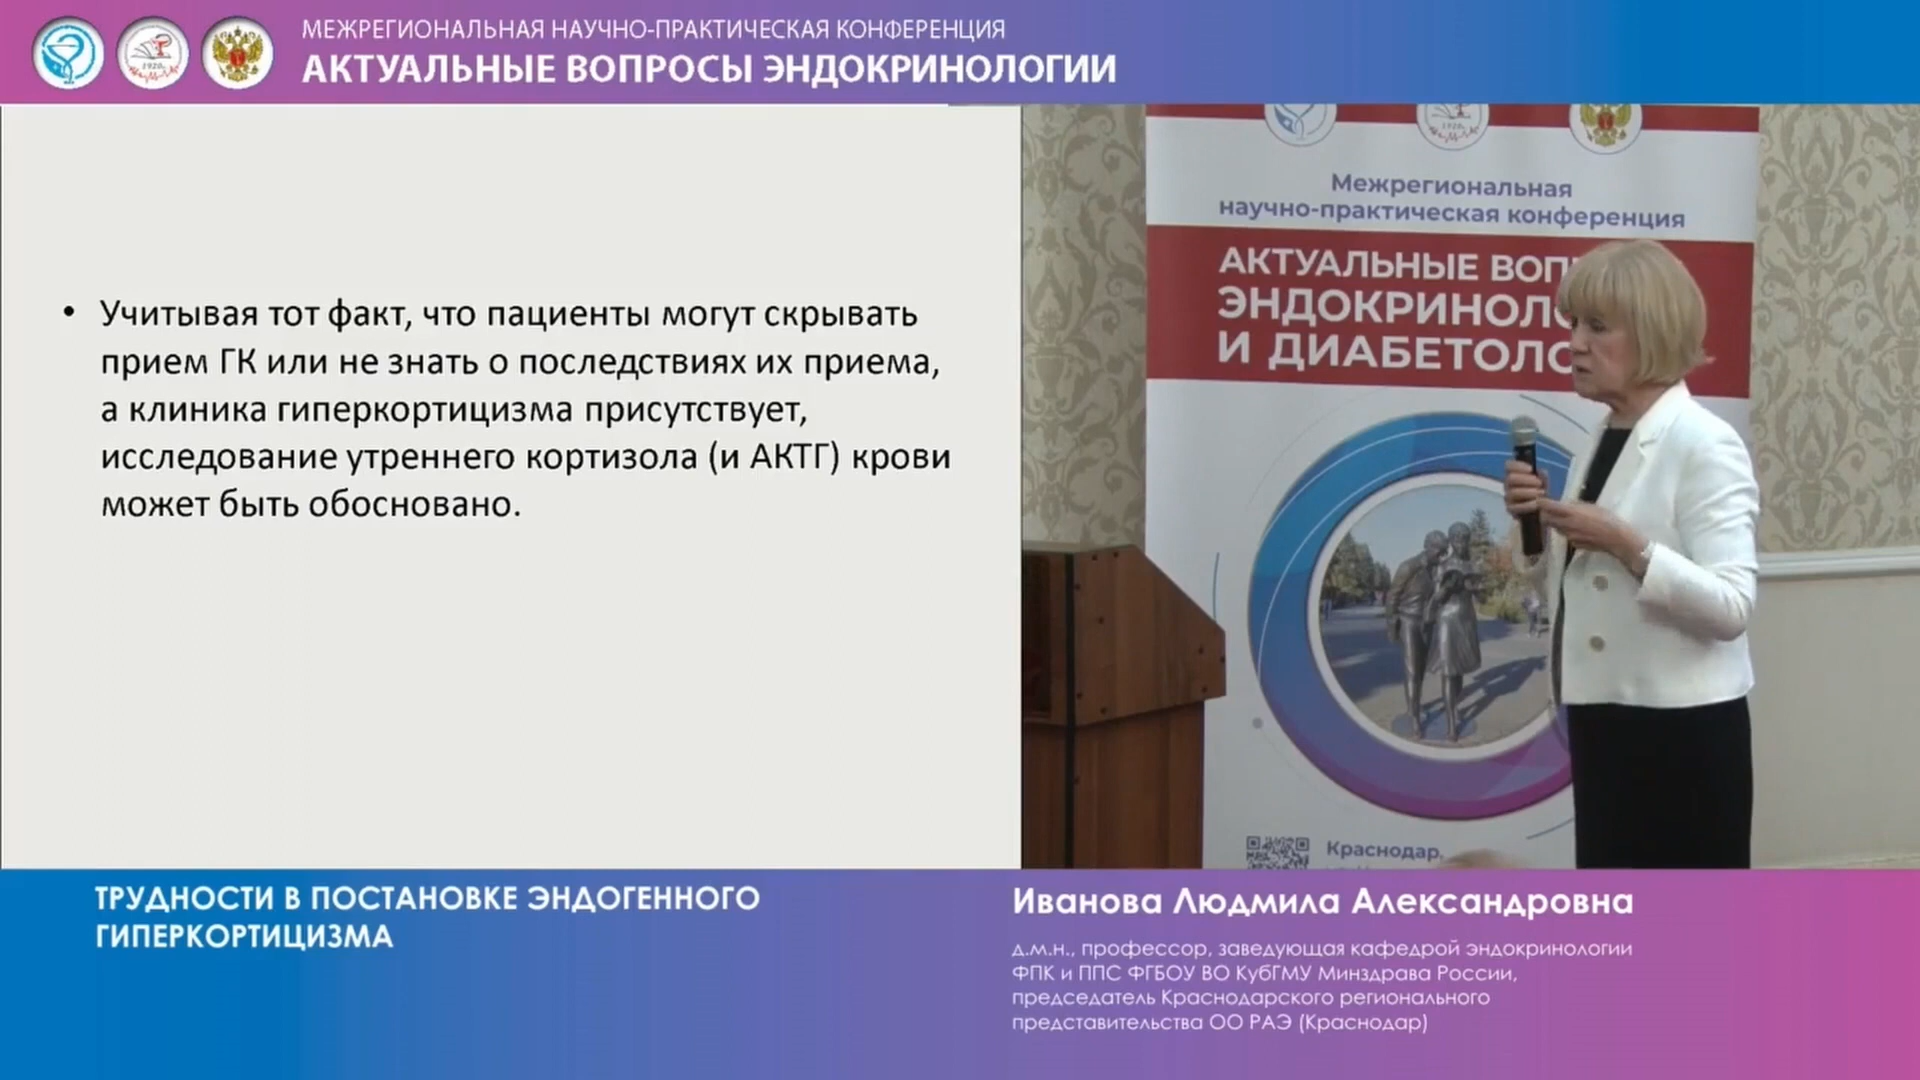 МЕЖРЕГИОНАЛЬНАЯ НАУЧНО-ПРАКТИЧЕСКАЯ КОНФЕРЕНЦИЯ
АКТУАЛЬНЫЕ ВОПРОСЫ ЭНДОКРИНОЛОГИИ
• Учитывая тот факт, что пациенты могут скрывать
прием ГК или не знать о последствиях их приема,
а клиника гиперкортицизма присутствует,
исследование утреннего кортизола (и АКТГ) крови
может быть обосновано.
Межрегиональная
научно-практическая конференция
АКТУАЛЬНЫЕ
ЭНДОКРИНОЛО
И ДИАБЕТОЛО
Краснодар,
ТРУДНОСТИ В ПОСТАНОВКЕ ЭНДОГЕННОГО
ГИПЕРКОРТИЦИЗМА
Иванова Людмила Александровна
д.м.н., профессор, заведующая кафедрой эндокринологии
ФПК и ППС ФГБОУ ВО КубГМУ Минздрава России,
председатель Краснодарского регионального
представительства ОО РАЭ (Краснодар)